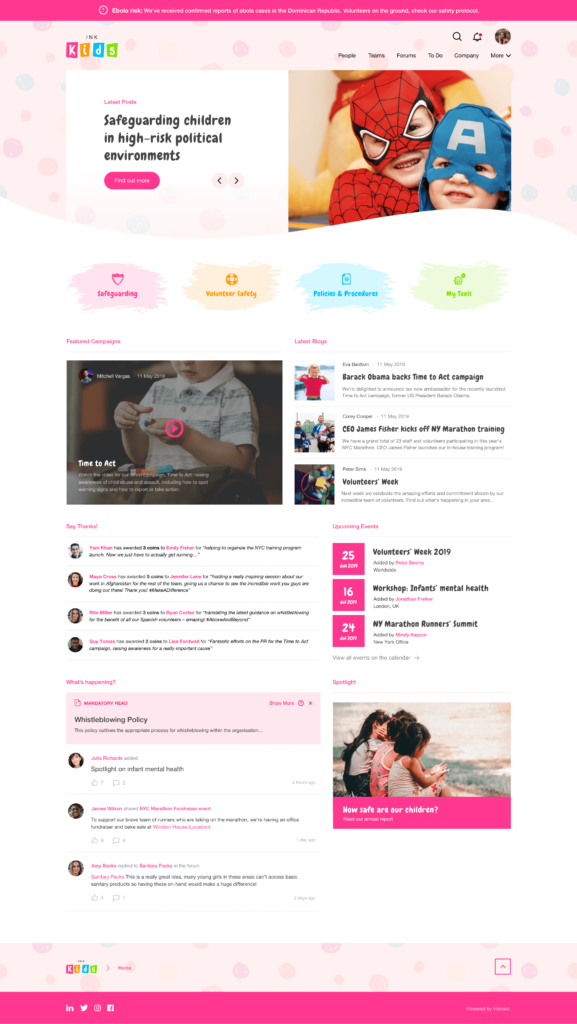 Ebola risk: We've received confirmed reports of ebola cases in the Dominican Republic. Volunteers on the ground, check our safety protocol.
INK
Kids
People Teams Forums To Do Company More
Latest Posts
Safeguarding children
in high-risk political
environments
Find out more
A
Safeguarding
Volunteer Safety
Policies & Procedures
My Tools
Featured Campaigns
Mitchell Vargas · 11 May 2019
Time to Act
Watch the video for our latest campaign, Time to Act: raising
awareness of child abuse and assault, including how to spot
warning signs and how to report or take action.
Latest Blogs
Eve Baldwin · 11 May 2019
Barack Obama backs Time to Act campaign
We're delighted to announce our new ambassador for the recently launched
Time to Act campaign, former US President Barack Obama.
Corey Cooper · 11 May 2019
CEO James Fisher kicks off NY Marathon training
We have a grand total of 23 staff and volunteers participating in this year's
NYC Marathon. CEO James Fisher launches our in-house training program!
Peter Sims · 11 May 2019
Volunteers' Week
Next week we celebrate the amazing efforts and commitment shown by our
incredible team of volunteers. Find out what's happening in your area...
Say Thanks!
Yani Khan has awarded 3 coins to Emily Fisher for "helping to organize the NYC training program
launch. Now we just have to actually get running..."
Maya Cross has awarded 3 coins to Jennifer Lane for "holding a really inspiring session about our
work in Afghanistan for the rest of the team, giving us a chance to see the incredible work you guys are
doing out there! Thank you! #MakeADifference"
Rita Miller has awarded 3 coins to Ryan Cortez for "translating the latest guidance on whistleblowing
for the benefit of all our Spanish volunteers – amazing! #AboveAndBeyond"
Guy Tomas has awarded 2 coins to Lisa Fordwell for "Fantastic efforts on the PR for the Time to Act
campaign, raising awareness for a really important cause"
Upcoming Events
25
Jun 2019
Volunteers' Week 2019
Added by Peter Beems
Worldwide
16
Jul 2019
Workshop: Infants' mental health
Added by Jonathan Fisher
London, UK
24
Jul 2019
NY Marathon Runners' Summit
Added by Mindy Kapoor
New York Office
View all events on the calendar
What's happening?
MANDATORY READ
Show More
Whistleblowing Policy
This policy outlines the appropriate process for whistleblowing within the organisation...
Julia Richards added
Spotlight on infant mental health
7
2 hours ago
James Wilson shared NYC Marathon Fundraiser event
To support our brave team of runners who are taking on the marathon, we're having an office
fundraiser and bake sale at Winston House (Location)
9 4
1 day ago
Amy Banks replied to Sanitary Packs in the forum
Sanitary Packs This is a really great idea, many young girls in these areas can't access basic
sanitary products so having these on-hand would make a huge difference!
4
2 days ago
Spotlight
How safe are our children?
Read our annual report
INK
Kids
Home
Powered by Interact